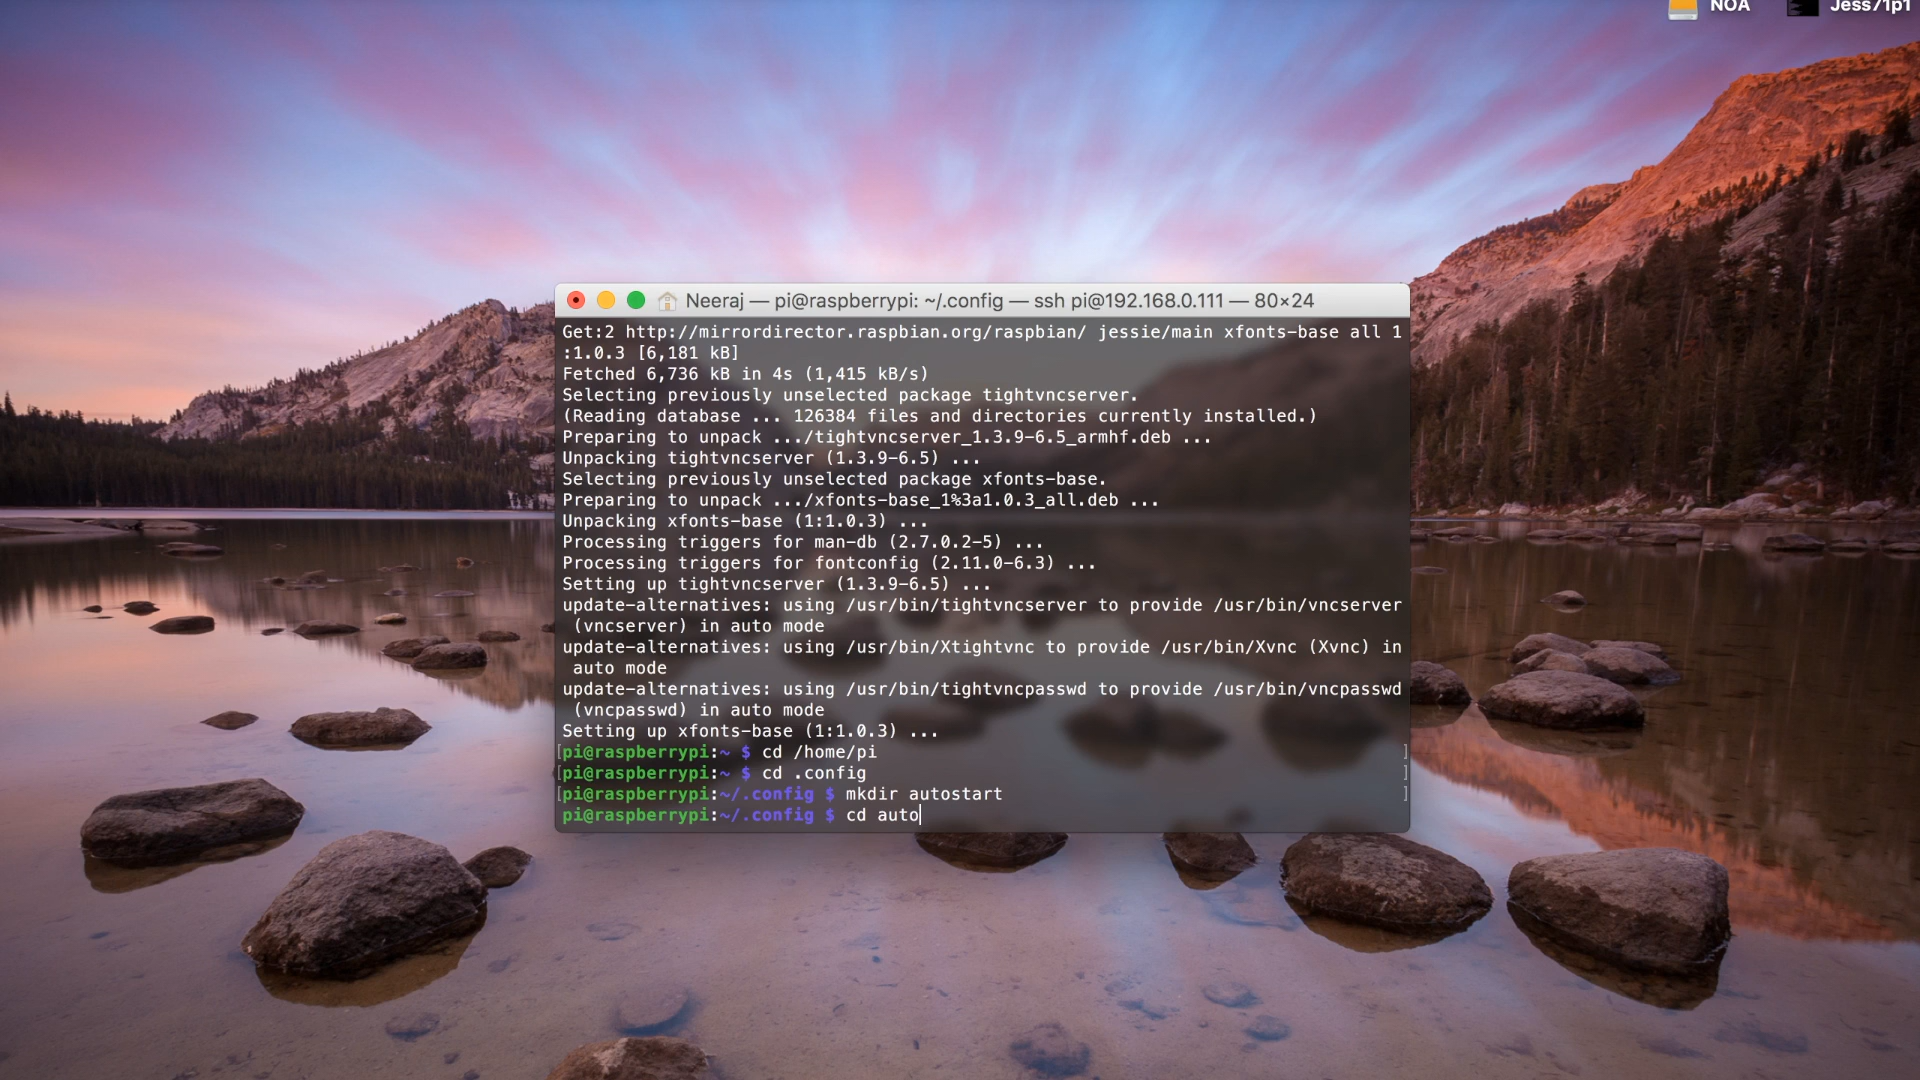 NOA
Neeraj — pi@raspberrypi: ~/.config — ssh pi@192.168.0.111 — 80×24
Get:2 http://mirrordirector.raspbian.org/raspbian/ jessie/main xfonts-base all 1
:1.0.3 [6,181 kB]
Fetched 6,736 kB in 4s (1,415 kB/s)
Selecting previously unselected package tightvncserver.
(Reading database ... 126384 files and directories currently installed.)
Preparing to unpack .../tightvncserver_1.3.9-6.5_armhf.deb ...
Unpacking tightvncserver (1.3.9-6.5) ...
Selecting previously unselected package xfonts-base.
Preparing to unpack .../xfonts-base_1%3a1.0.3_all.deb ...
Unpacking xfonts-base (1:1.0.3) ...
Processing triggers for man-db (2.7.0.2-5) ...
Processing triggers for fontconfig (2.11.0-6.3) ...
Setting up tightvncserver (1.3.9-6.5) ...
update-alternatives: using /usr/bin/tightvncserver to provide /usr/bin/vncserver
(vncserver) in auto mode
update-alternatives: using /usr/bin/Xtightvnc to provide /usr/bin/Xvnc (Xvnc) in
auto mode
update-alternatives: using /usr/bin/tightvncpasswd to provide /usr/bin/vncpasswd
(vncpasswd) in auto mode
Setting up xfonts-base (1:1.0.3) ...
[pi@raspberrypi:~ $ cd /home/pi ]
[pi@raspberrypi:~ $ cd .config ]
[pi@raspberrypi:~/.config $ mkdir autostart ]
pi@raspberrypi:~/.config $ cd auto